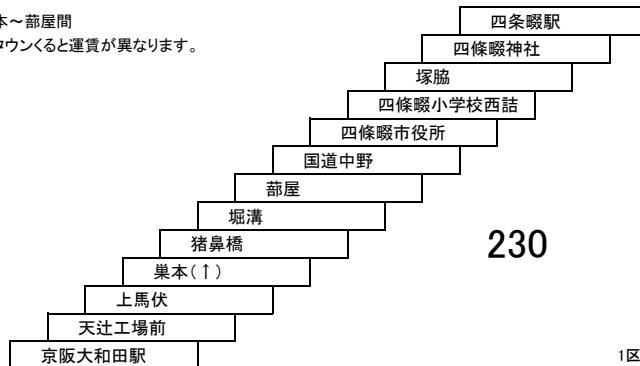 本～蔀屋間
タウンくると運賃が異なります。
四条畷駅
四條畷神社
塚脇
四條畷小学校西詰
四條畷市役所
国道中野
蔀屋
堀溝
猪鼻橋
230
巣本(↑)
上馬伏
天辻工場前
京阪大和田駅
1区